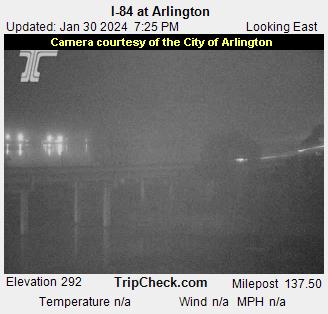 I-84 at Arlington
Updated: Jan 30 2024 7:25 PM Looking East
Camera courtesy of the City of Arlington
Elevation 292 TripCheck.com Milepost 137.50
Temperature n/a Wind n/a MPH n/a